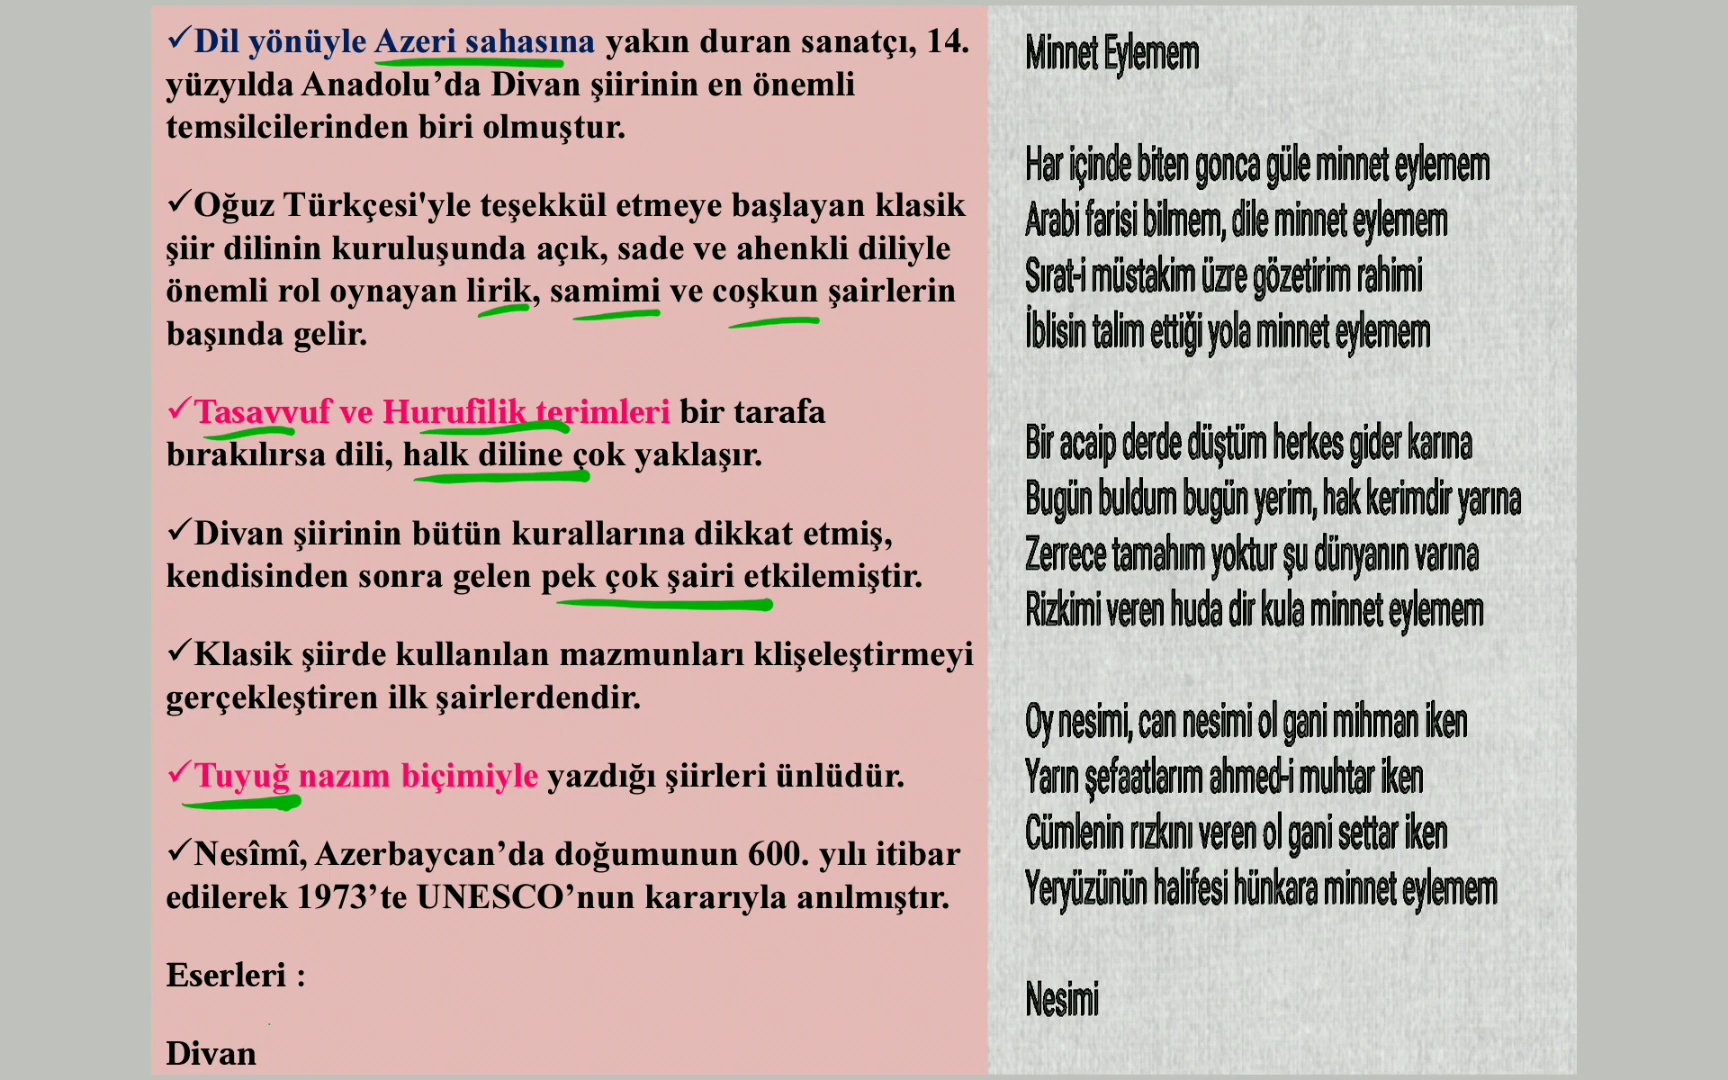 ✓Dil yönüyle Azeri sahasına yakın duran sanatçı, 14.
yüzyılda Anadolu’da Divan şiirinin en önemli
temsilcilerinden biri olmuştur.
✓Oğuz Türkçesi'yle teşekkül etmeye başlayan klasik
şiir dilinin kuruluşunda açık, sade ve ahenkli diliyle
önemli rol oynayan lirik, samimi ve coşkun şairlerin
başında gelir.
✓Tasavvuf ve Hurufilik terimleri bir tarafa
bırakılırsa dili, halk diline çok yaklaşır.
✓Divan şiirinin bütün kurallarına dikkat etmiş,
kendisinden sonra gelen pek çok şairi etkilemiştir.
✓Klasik şiirde kullanılan mazmunları klişeleştirmeyi
gerçekleştiren ilk şairlerdendir.
✓Tuyuğ nazım biçimiyle yazdığı şiirleri ünlüdür.
✓Nesîmî, Azerbaycan’da doğumunun 600. yılı itibar
edilerek 1973’te UNESCO’nun kararıyla anılmıştır.
Eserleri :
Divan
Minnet Eylemem
Har içinde biten gonca güle minnet eylemem
Arabi farisi bilmem, dile minnet eylemem
Sırat-i müstakim üzre gözetirim rahimi
İblisin talim ettiği yola minnet eylemem
Bir acaip derde düştüm herkes gider karına
Bugün buldum bugün yerim, hak kerimdir yarına
Zerrece tamahım yoktur şu dünyanın varına
Rizkimi veren huda dir kula minnet eylemem
Oy nesimi, can nesimi ol gani mihman iken
Yarın şefaatlarım ahmed-i muhtar iken
Cümlenin rızkını veren ol gani settar iken
Yeryüzünün halifesi hünkara minnet eylemem
Nesimi